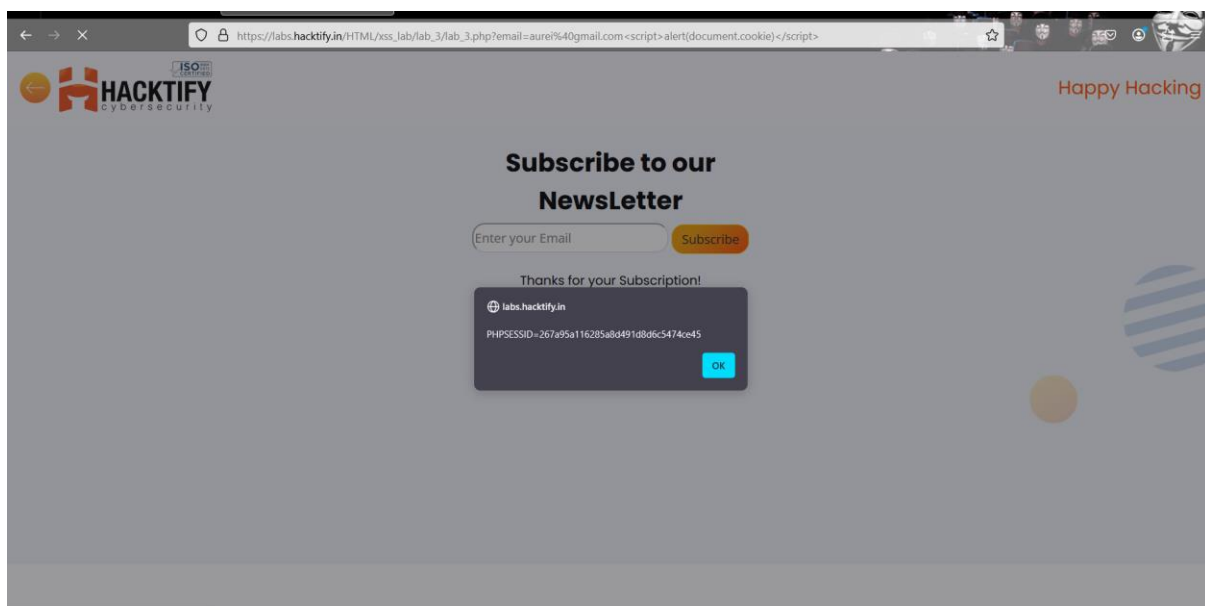 https://labs.hacktify.in/HTML/xss_lab/lab_3/lab_3.php?email=aurei%40gmail.com<script>alert(document.cookie)</script>
ISO
CERTIFIED
HACKTIFY
cybersecurity
Happy Hacking
Subscribe to our
NewsLetter
Enter your Email
Subscribe
Thanks for your Subscription!
labs.hacktify.in
PHPSESSID=267a95a116285a8d491d8d6c5474ce45
OK